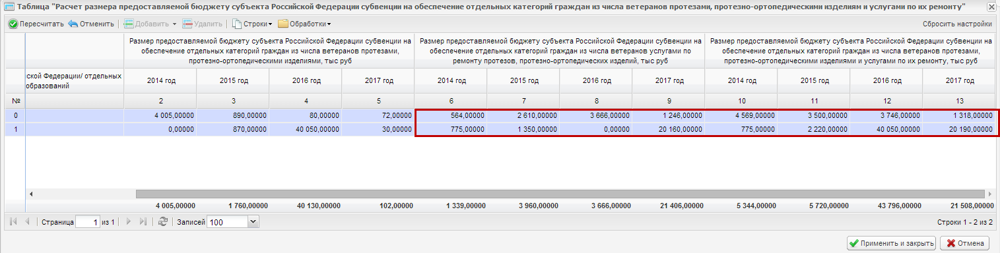 Таблица "Расчет размера предоставляемой бюджету субъекта Российской Федерации субвенции на обеспечение отдельных категорий граждан из числа ветеранов протезами, протезно-ортопедическими изделиям и услугами по их ремонту"
Пересчитать Отменить Добавить Удалить Строки Обработки Сбросить настройки
Размер предоставляемой бюджету субъекта Российской Федерации субвенции на
обеспечение отдельных категорий граждан из числа ветеранов протезами,
протезно-ортопедическими изделиями, тыс руб
Размер предоставляемой бюджету субъекта Российской Федерации субвенции на
обеспечение отдельных категорий граждан из числа ветеранов услугами по
ремонту протезов, протезно-ортопедических изделий, тыс руб
Размер предоставляемой бюджету субъекта Российской Федерации субвенции на
обеспечение отдельных категорий граждан из числа ветеранов протезами,
протезно-ортопедическими изделиями и услугами по их ремонту, тыс руб
ской Федерации/ отдельных
образований
2014 год 2015 год 2016 год 2017 год 2014 год 2015 год 2016 год 2017 год 2014 год 2015 год 2016 год 2017 год
№ 2 3 4 5 6 7 8 9 10 11 12 13
0 4 005,00000 890,00000 80,00000 72,00000 564,00000 2 610,00000 3 666,00000 1 246,00000 4 569,00000 3 500,00000 3 746,00000 1 318,00000
1 0,00000 870,00000 40 050,00000 30,00000 775,00000 1 350,00000 0,00000 20 160,00000 775,00000 2 220,00000 40 050,00000 20 190,00000
4 005,00000 1 760,00000 40 130,00000 102,00000 1 339,00000 3 960,00000 3 666,00000 21 406,00000 5 344,00000 5 720,00000 43 796,00000 21 508,00000
Страница 1 из 1 Записей 100 Строки 1 - 2 из 2
Применить и закрыть Отмена